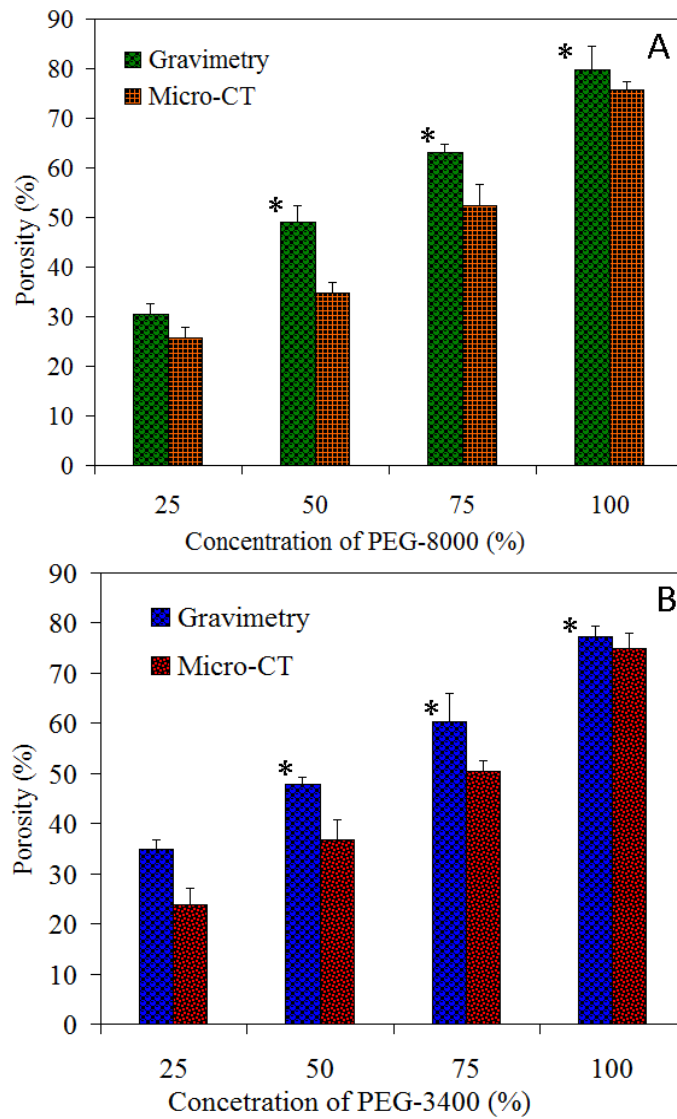 A
Gravimetry
Micro-CT
Porosity (%)
90
80
70
60
50
40
30
20
10
0
*
*
*
25 50 75 100
Concentration of PEG-8000 (%)
B
Gravimetry
Micro-CT
Porosity (%)
90
80
70
60
50
40
30
20
10
0
*
*
*
25 50 75 100
Concetration of PEG-3400 (%)